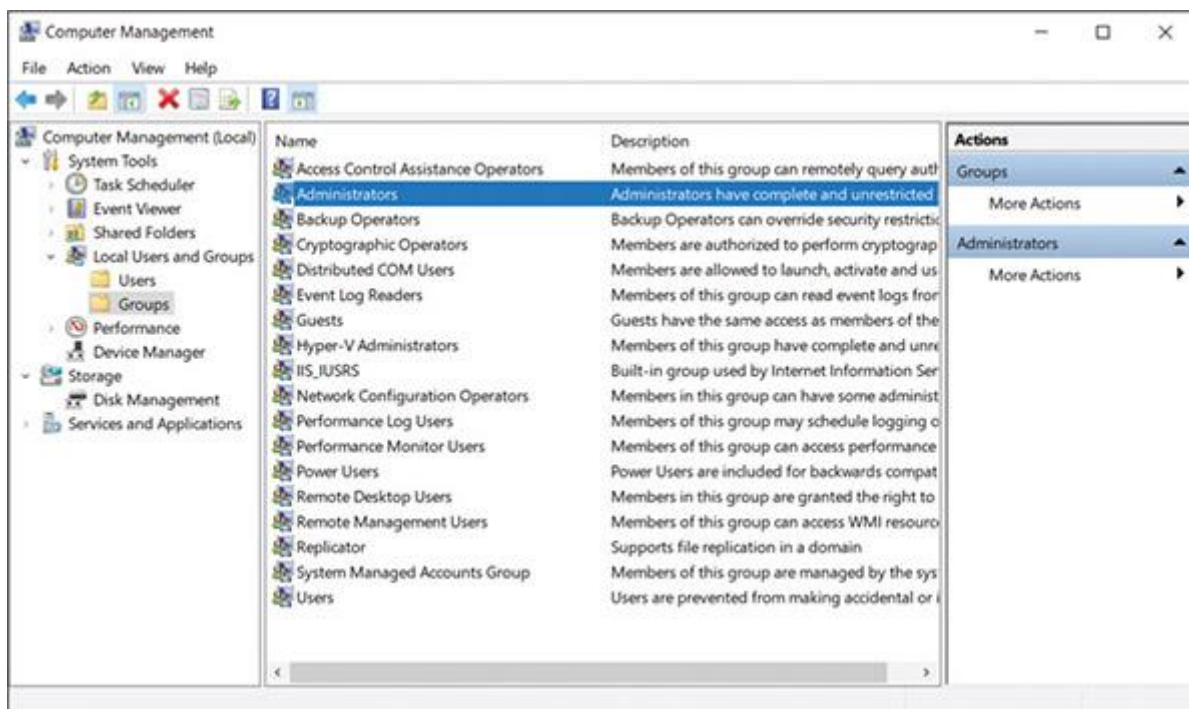 Computer Management
File Action View Help
Computer Management (Local)
System Tools
Task Scheduler
Event Viewer
Shared Folders
Local Users and Groups
Users
Groups
Performance
Device Manager
Storage
Disk Management
Services and Applications
Name Description
Access Control Assistance Operators Members of this group can remotely query auth
Administrators Administrators have complete and unrestricted
Backup Operators Backup Operators can override security restrictic
Cryptographic Operators Members are authorized to perform cryptograp
Distributed COM Users Members are allowed to launch, activate and us
Event Log Readers Members of this group can read event logs fror
Guests Guests have the same access as members of the
Hyper-V Administrators Members of this group have complete and unre
IIS_IUSRS Built-in group used by Internet Information Ser
Network Configuration Operators Members in this group can have some administ
Performance Log Users Members of this group may schedule logging o
Performance Monitor Users Members of this group can access performance
Power Users Power Users are included for backwards compat
Remote Desktop Users Members in this group are granted the right to
Remote Management Users Members of this group can access WMI resourc
Replicator Supports file replication in a domain
System Managed Accounts Group Members of this group are managed by the sys
Users Users are prevented from making accidental or i
Actions
Groups
More Actions
Administrators
More Actions